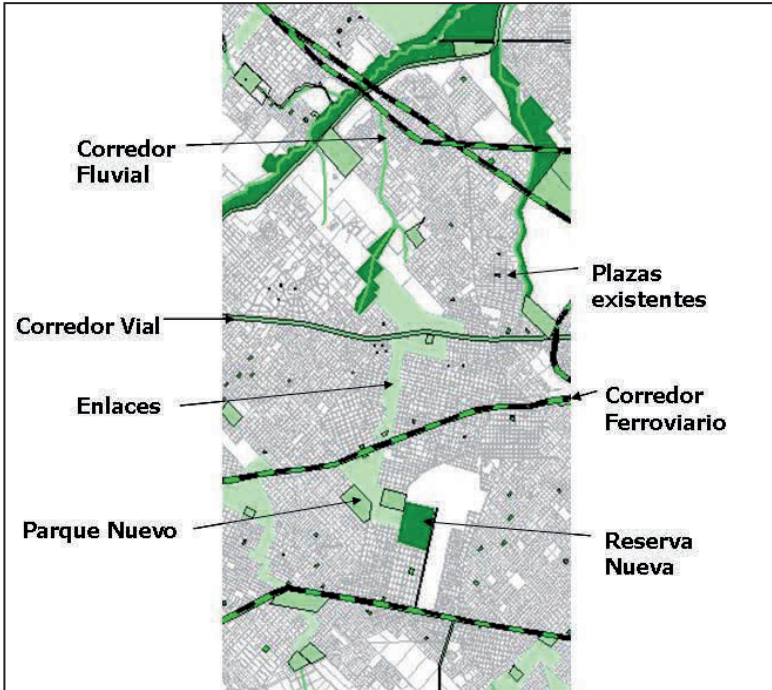 Corredor
Fluvial
Plazas
existentes
Corredor Vial
Enlaces
Corredor
Ferroviario
Parque Nuevo
Reserva
Nueva